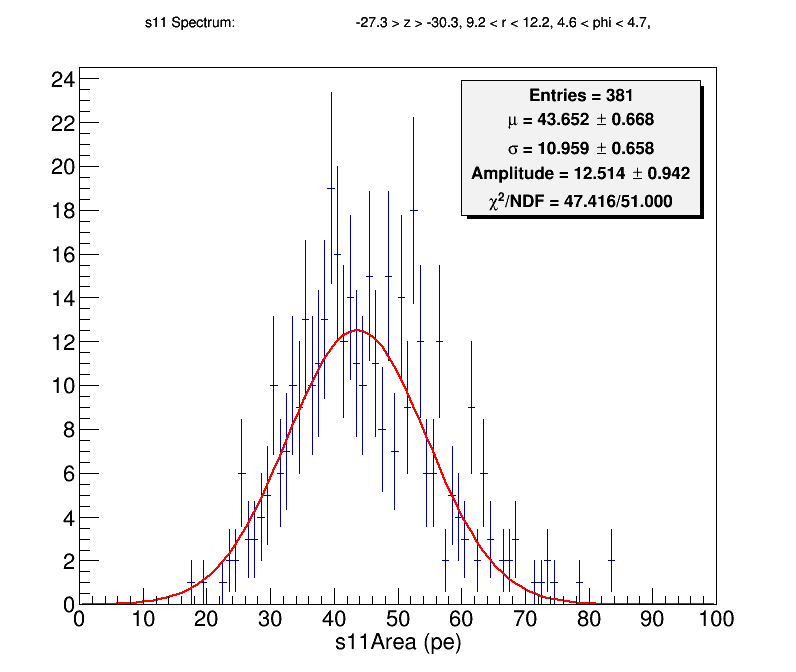 s11 Spectrum: -27.3 > z > -30.3, 9.2 < r < 12.2, 4.6 < phi < 4.7,
Entries = 381
μ = 43.652 ± 0.668
σ = 10.959 ± 0.658
Amplitude = 12.514 ± 0.942
χ²/NDF = 47.416/51.000
24
22
20
18
16
14
12
10
8
6
4
2
0
0 10 20 30 40 50 60 70 80 90 100
s11Area (pe)